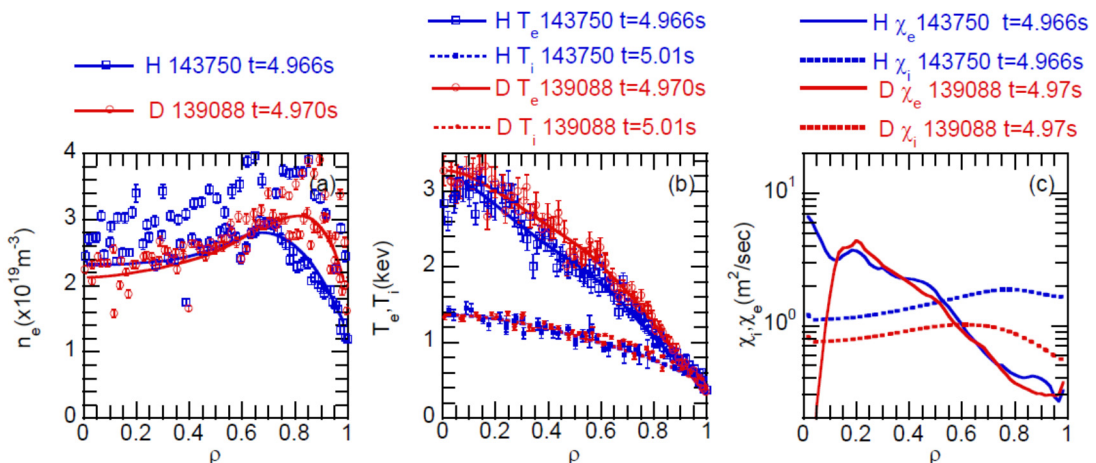 H 143750 t=4.966s
D 139088 t=4.970s
4
3
2
1
0
0 0.2 0.4 0.6 0.8 1
ρ
n_e(x10^19m^-3)
(a)
H T_e 143750 t=4.966s
H T_i 143750 t=5.01s
D T_e 139088 t=4.970s
D T_i 139088 t=5.01s
3
2
1
0
0 0.2 0.4 0.6 0.8 1
ρ
T_e,T_i(kev)
(b)
H χ_e 143750 t=4.966s
H χ_i 143750 t=4.966s
D χ_e 139088 t=4.97s
D χ_i 139088 t=4.97s
10^1
10^0
0 0.2 0.4 0.6 0.8 1
ρ
χ_i,χ_e(m^2/sec)
(c)